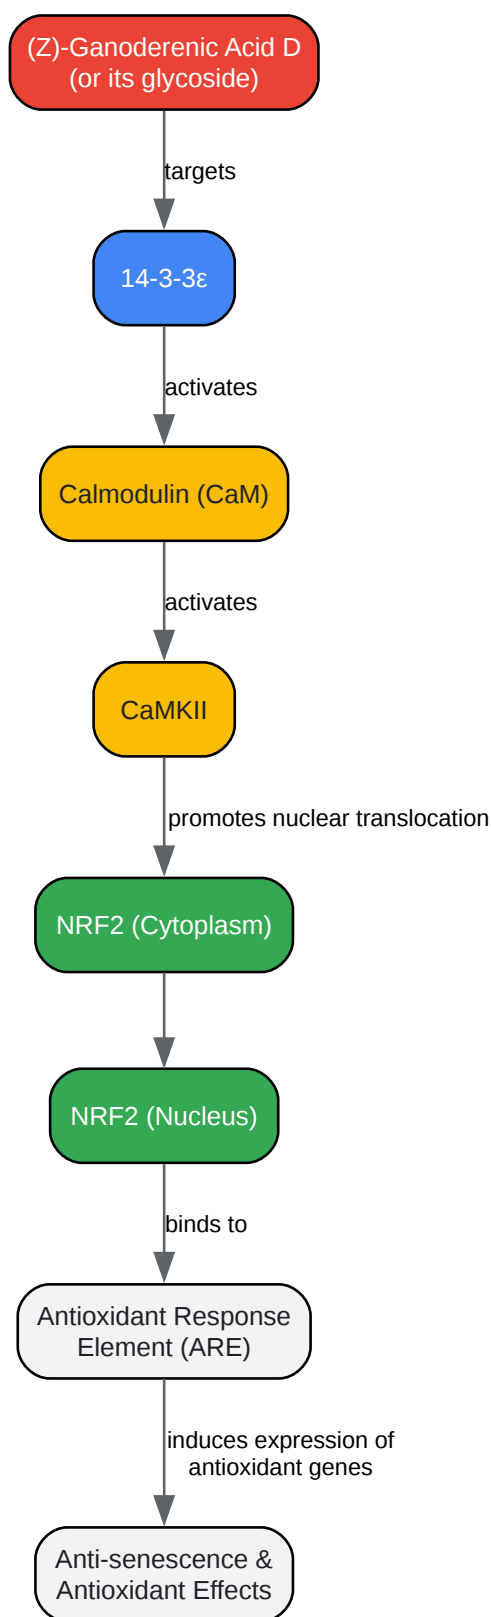 (Z)-Ganoderenic Acid D
(or its glycoside)
targets
14-3-3ε
activates
Calmodulin (CaM)
activates
CaMKII
promotes nuclear translocation
NRF2 (Cytoplasm)
NRF2 (Nucleus)
binds to
Antioxidant Response
Element (ARE)
induces expression of
antioxidant genes
Anti-senescence &
Antioxidant Effects